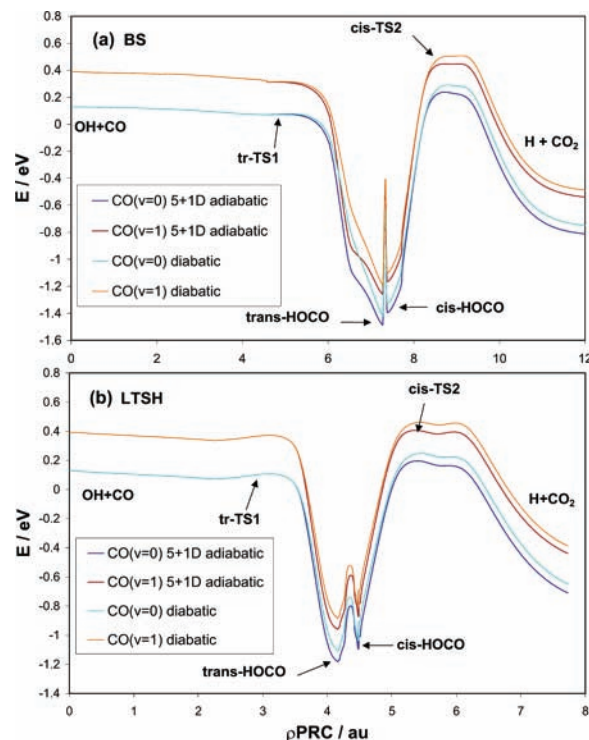 (a) BS
cis-TS2
OH+CO
tr-TS1
H + CO₂
E / eV
CO(v=0) 5+1D adiabatic
CO(v=1) 5+1D adiabatic
CO(v=0) diabatic
CO(v=1) diabatic
trans-HOCO
cis-HOCO
0.8
0.6
0.4
0.2
0
-0.2
-0.4
-0.6
-0.8
-1
-1.2
-1.4
-1.6
0 2 4 6 8 10 12
(b) LTSH
cis-TS2
OH+CO
tr-TS1
H+CO₂
E / eV
CO(v=0) 5+1D adiabatic
CO(v=1) 5+1D adiabatic
CO(v=0) diabatic
CO(v=1) diabatic
trans-HOCO
cis-HOCO
0.8
0.6
0.4
0.2
0
-0.2
-0.4
-0.6
-0.8
-1
-1.2
-1.4
0 1 2 3 4 5 6 7 8
ρPRC / au